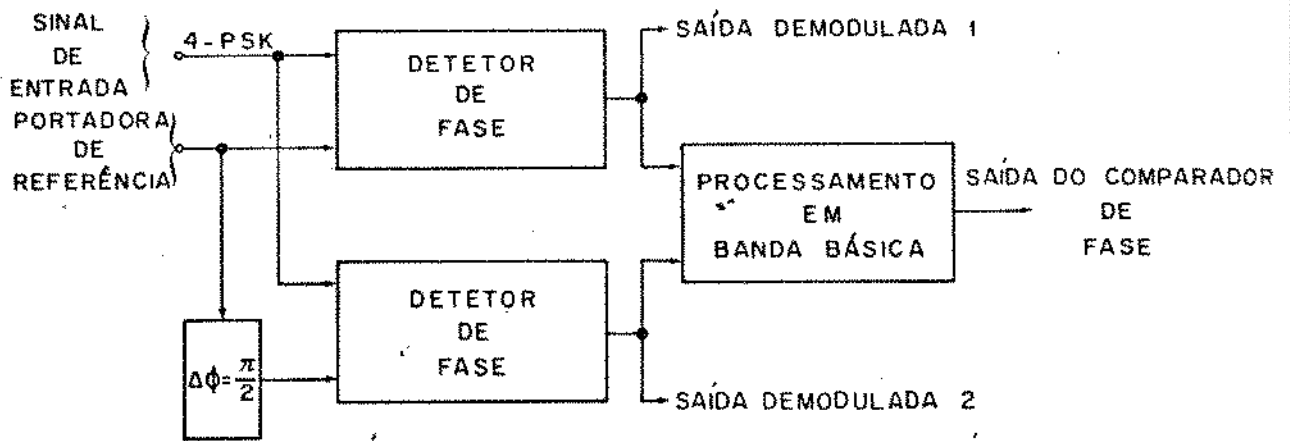 SINAL
DE
ENTRADA
4-PSK
PORTADORA
DE
REFERÊNCIA
DETETOR
DE
FASE
SAÍDA DEMODULADA 1
PROCESSAMENTO
EM
BANDA BÁSICA
SAÍDA DO COMPARADOR
DE
FASE
DETETOR
DE
FASE
Δϕ=π/2
SAÍDA DEMODULADA 2